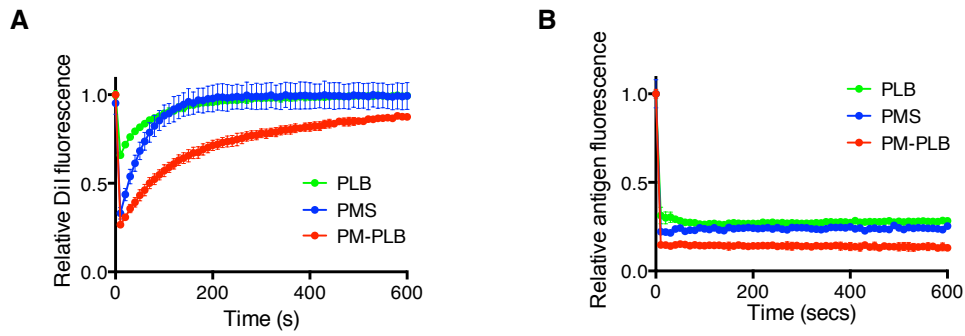 A
Relative DiI fluorescence
1.0
0.5
0.0
0
200
400
600
Time (s)
PLB
PMS
PM-PLB
B
Relative antigen fluorescence
1.0
0.5
0.0
0
200
400
600
Time (secs)
PLB
PMS
PM-PLB